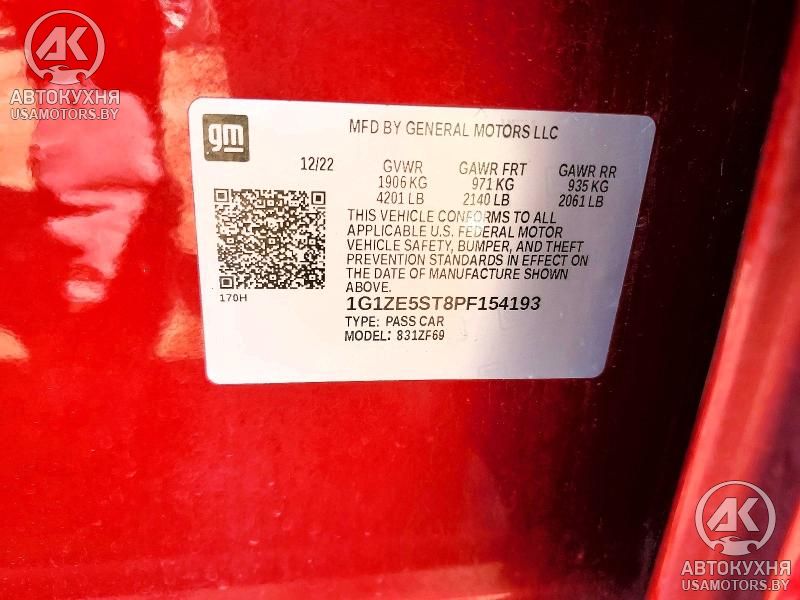 AK
АВТОКУХНЯ
USAMOTORS.BY
gm
MFD BY GENERAL MOTORS LLC
12/22 GVWR GAWR FRT GAWR RR
1906 KG 971 KG 935 KG
4201 LB 2140 LB 2061 LB
THIS VEHICLE CONFORMS TO ALL
APPLICABLE U.S. FEDERAL MOTOR
VEHICLE SAFETY, BUMPER, AND THEFT
PREVENTION STANDARDS IN EFFECT ON
THE DATE OF MANUFACTURE SHOWN
ABOVE.
170H
1G1ZE5ST8PF154193
TYPE: PASS CAR
MODEL: 831ZF69
AK
АВТОКУХНЯ
USAMOTORS.BY